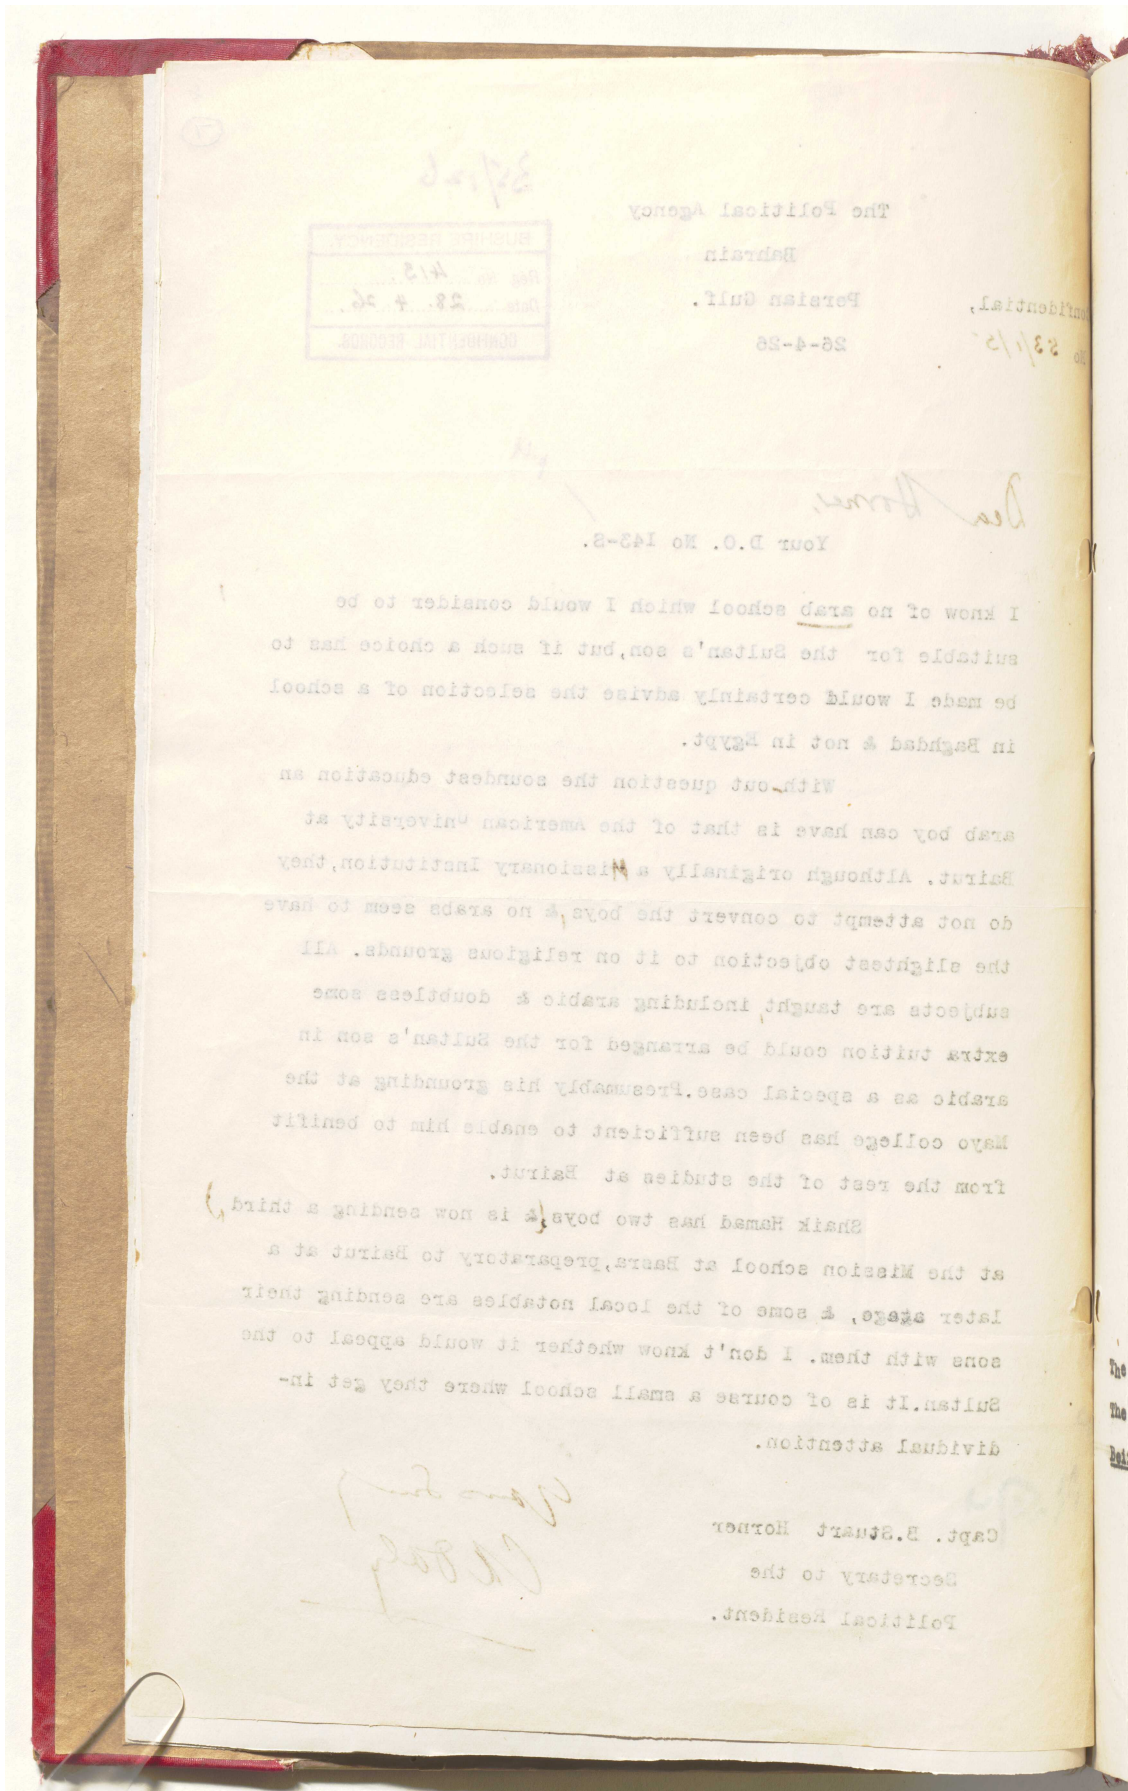 35/126
The Political Agency
BUSHIRE RESIDENCY.
Bahrain
Reg. No. 413
Persian Gulf.
Date 28.4.26
Confidential,
CONFIDENTIAL RECORDS.
26-4-26
No 53/1/5
Dear Horner,
Your D.O. No 143-S.
I know of no arab school which I would consider to be
suitable for the Sultan's son,but if such a choice has to
be made I would certainly advise the selection of a school
in Baghdad & not in Egypt.
With-out question the soundest education an
arab boy can have is that of the American University at
Bairut. Although originally a Missionary Institution,they
do not attempt to convert the boys,& no arabs seem to have
the slightest objection to it on religious grounds. All
subjects are taught, including arabic & doubtless some
extra tuition could be arranged for the Sultan's son in
arabic as a special case.Presumably his grounding at the
Mayo college has been sufficient to enable him to benifit
from the rest of the studies at Bairut.
Shaik Hamad has two boys (& is now sending a third,)
at the Mission school at Basra,preparatory to Bairut at a
later stage, & some of the local notables are sending their
sons with them. I don't know whether it would appeal to the
Sultan.It is of course a small school where they get in-
dividual attention.
Yours
CKDaly
Capt. B.Stuart Horner
Secretary to the
Political Resident.
The
The